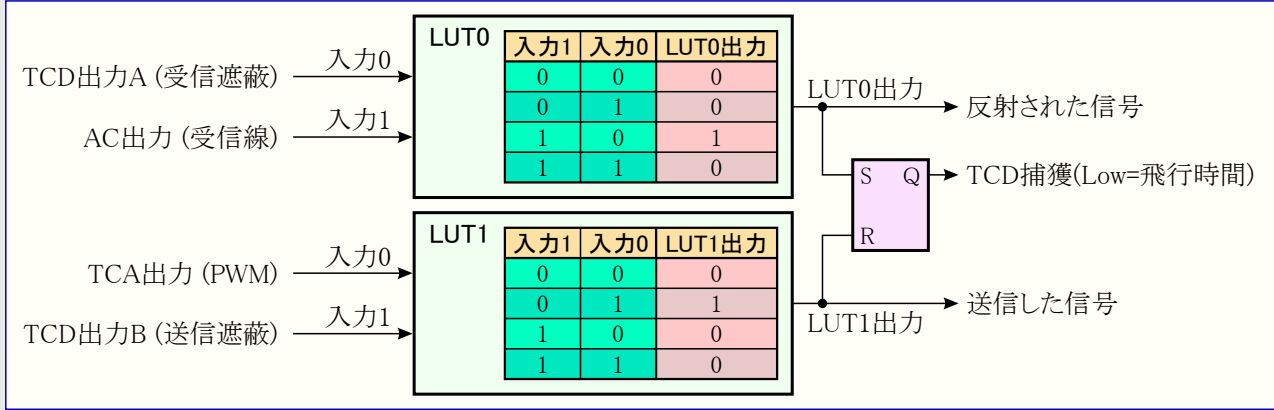 LUT0
入力1 入力0 LUT0出力
0 0 0
0 1 0
1 0 1
1 1 0
TCD出力A (受信遮蔽)
入力0
AC出力 (受信線)
入力1
LUT0出力
反射された信号
S Q
R
TCD捕獲(Low=飛行時間)
LUT1
入力1 入力0 LUT1出力
0 0 0
0 1 1
1 0 0
1 1 0
TCA出力 (PWM)
入力0
TCD出力B (送信遮蔽)
入力1
LUT1出力
送信した信号